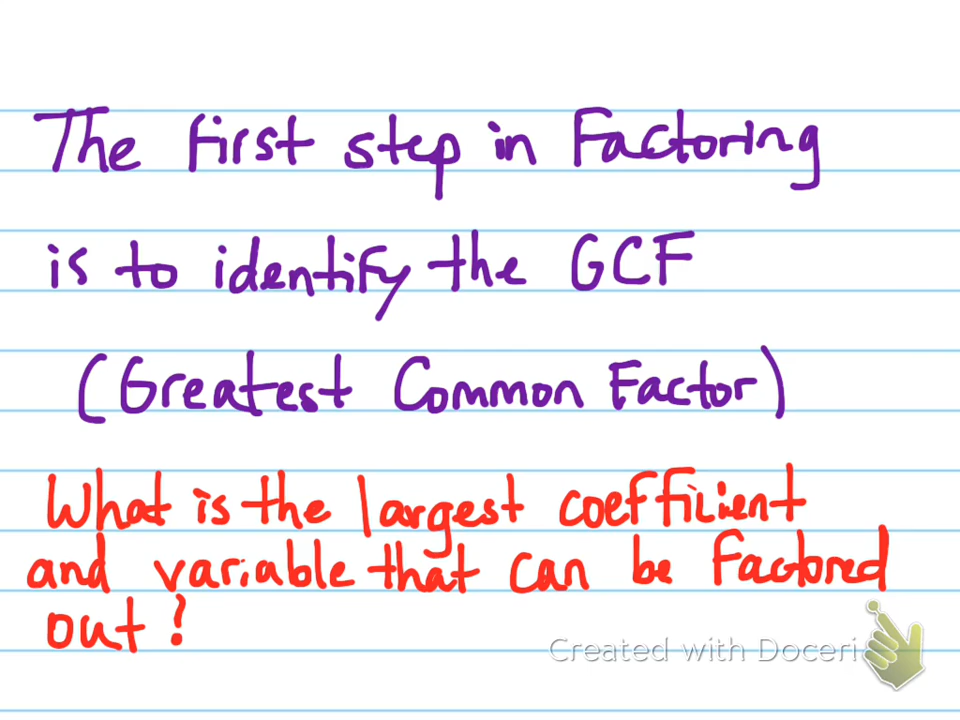 The first step in Factoring
is to identify the GCF
(Greatest Common Factor)
What is the largest coefficient
and variable that can be factored
out?
Created with Doceri